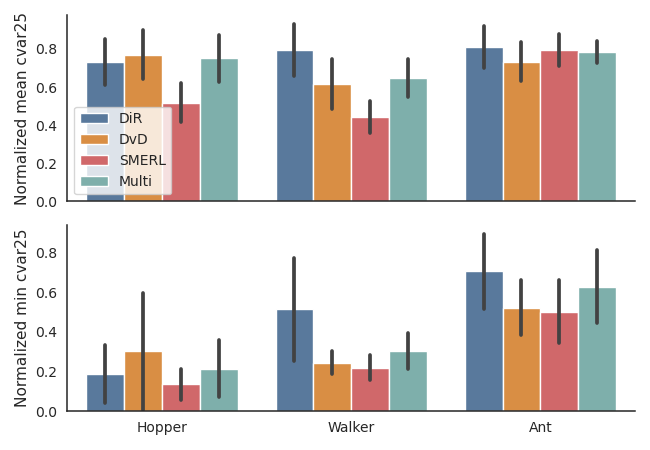 Normalized mean cvar25
0.8
0.6
0.4
0.2
0.0
DiR
DvD
SMERL
Multi
Normalized min cvar25
0.8
0.6
0.4
0.2
0.0
Hopper
Walker
Ant